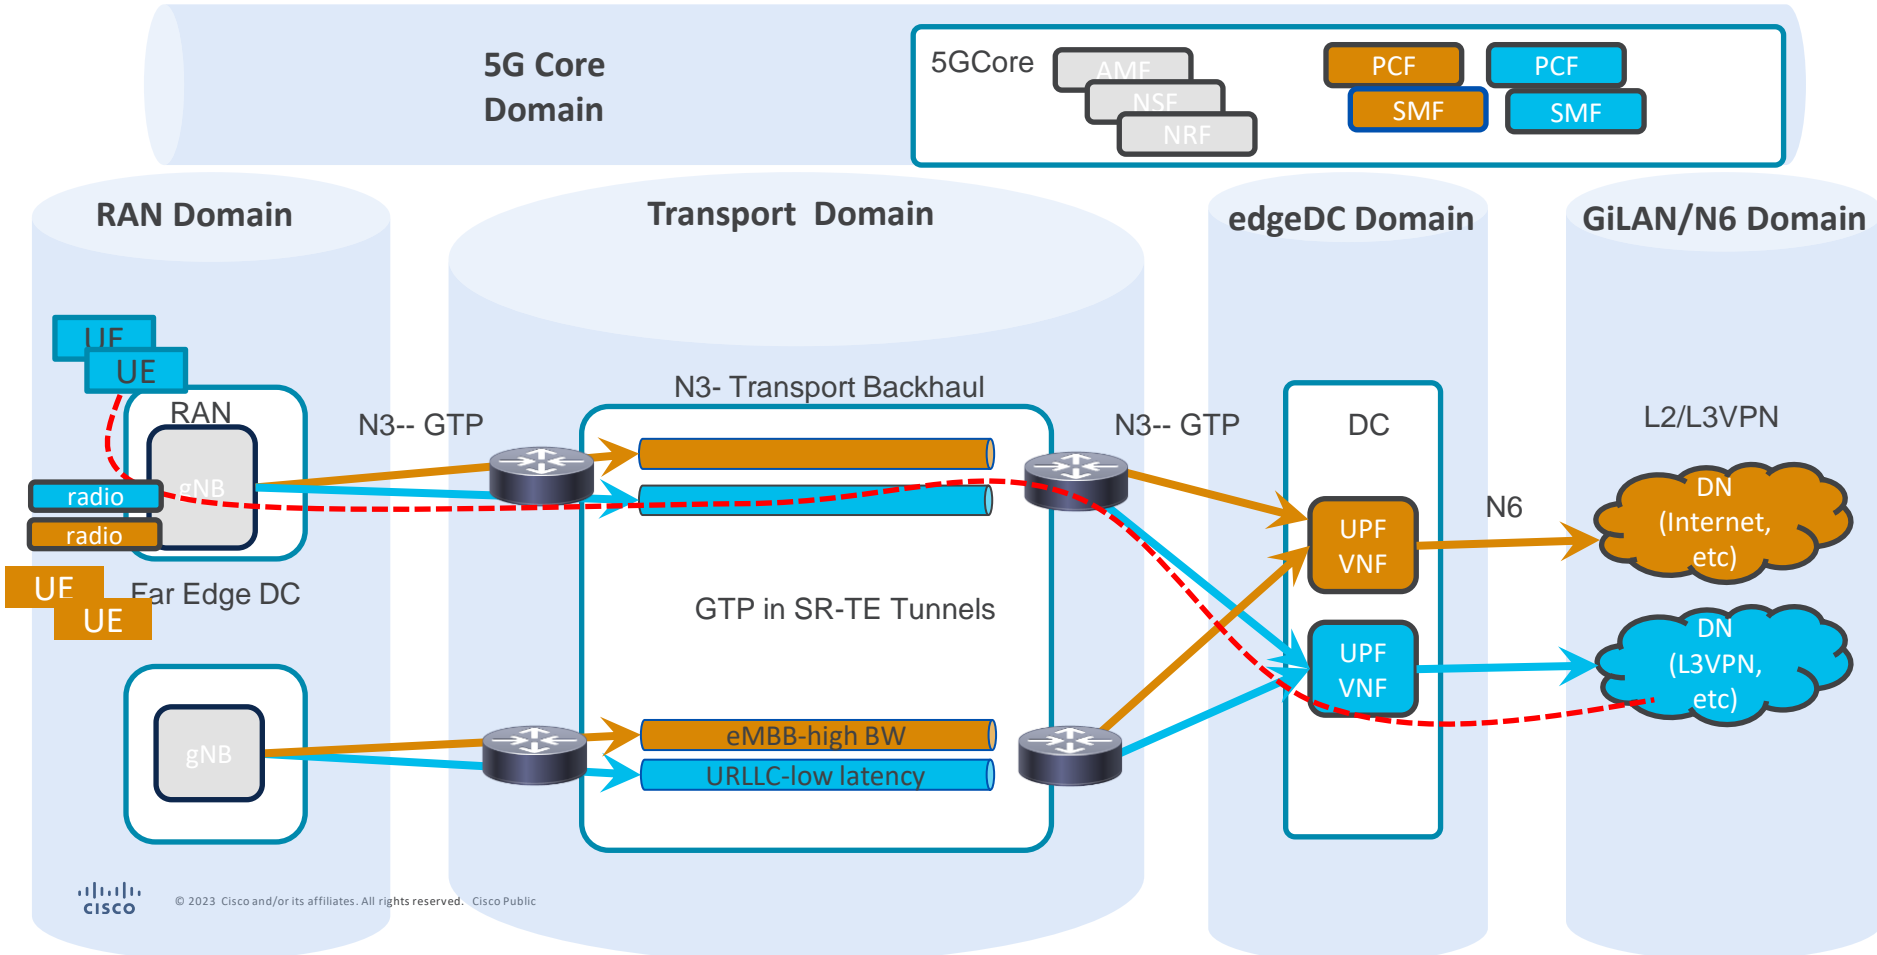 5G Core
Domain
5GCore
AMF
NSF
NRF
PCF
SMF
PCF
SMF
RAN Domain
Transport Domain
edgeDC Domain
GiLAN/N6 Domain
UE
UE
RAN
gNB
radio
radio
UE
UE
Far Edge DC
gNB
N3-- GTP
N3- Transport Backhaul
GTP in SR-TE Tunnels
eMBB-high BW
URLLC-low latency
N3-- GTP
DC
UPF
VNF
UPF
VNF
N6
L2/L3VPN
DN
(Internet,
etc)
DN
(L3VPN,
etc)
CISCO
© 2023 Cisco and/or its affiliates. All rights reserved. Cisco Public